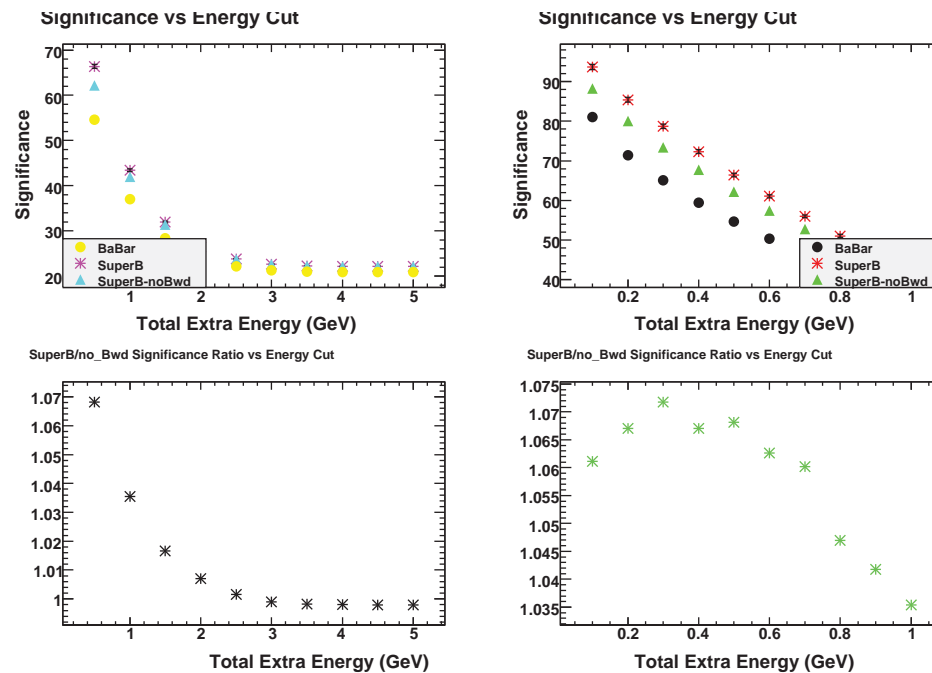 Significance vs Energy Cut
Significance
70
60
50
40
30
20
BaBar
SuperB
SuperB-noBwd
1 2 3 4 5
Total Extra Energy (GeV)
Significance vs Energy Cut
Significance
90
80
70
60
50
40
BaBar
SuperB
SuperB-noBwd
0.2 0.4 0.6 0.8 1
Total Extra Energy (GeV)
SuperB/no_Bwd Significance Ratio vs Energy Cut
1.07
1.06
1.05
1.04
1.03
1.02
1.01
1
1 2 3 4 5
Total Extra Energy (GeV)
SuperB/no_Bwd Significance Ratio vs Energy Cut
1.075
1.07
1.065
1.06
1.055
1.05
1.045
1.04
1.035
0.2 0.4 0.6 0.8 1
Total Extra Energy (GeV)